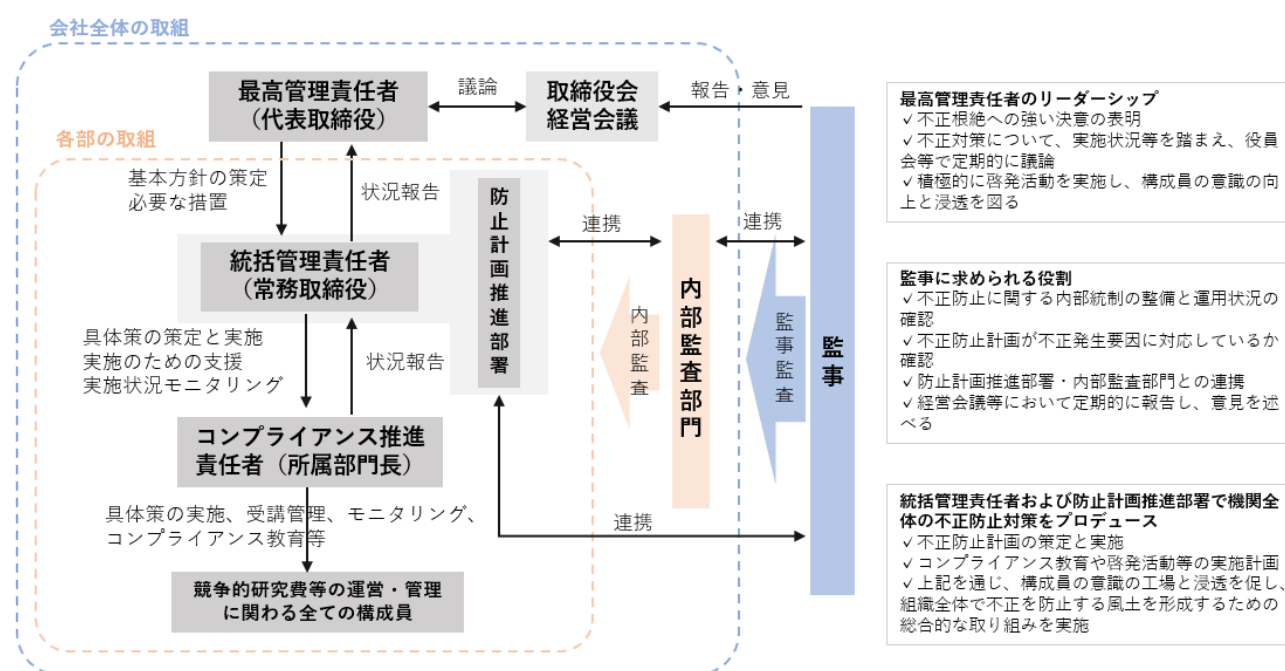 会社全体の取組
最高管理責任者
（代表取締役）
議論
取締役会
経営会議
報告・意見
各部の取組
基本方針の策定
必要な措置
状況報告
防止計画推進部署
連携
連携
統括管理責任者
（常務取締役）
内部監査
内部監査部門
監事監査
監事
具体策の策定と実施
実施のための支援
実施状況モニタリング
状況報告
コンプライアンス推進
責任者（所属部門長）
具体策の実施、受講管理、モニタリング、
コンプライアンス教育等
連携
競争的研究費等の運営・管理
に関わる全ての構成員
最高管理責任者のリーダーシップ
✓不正根絶への強い決意の表明
✓不正対策について、実施状況等を踏まえ、役員
会等で定期的に議論
✓積極的に啓発活動を実施し、構成員の意識の向
上と浸透を図る
監事に求められる役割
✓不正防止に関する内部統制の整備と運用状況の
確認
✓不正防止計画が不正発生要因に対応しているか
確認
✓防止計画推進部署・内部監査部門との連携
✓経営会議等において定期的に報告し、意見を述
べる
統括管理責任者および防止計画推進部署で機関全
体の不正防止対策をプロデュース
✓不正防止計画の策定と実施
✓コンプライアンス教育や啓発活動等の実施計画
✓上記を通じ、構成員の意識の工場と浸透を促し、
組織全体で不正を防止する風土を形成するための
総合的な取り組みを実施